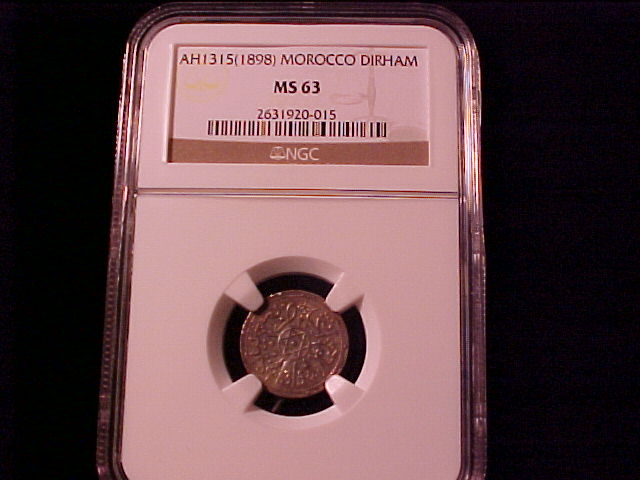 AH1315(1898) MOROCCO DIRHAM
MS 63
2631920-015
NGC